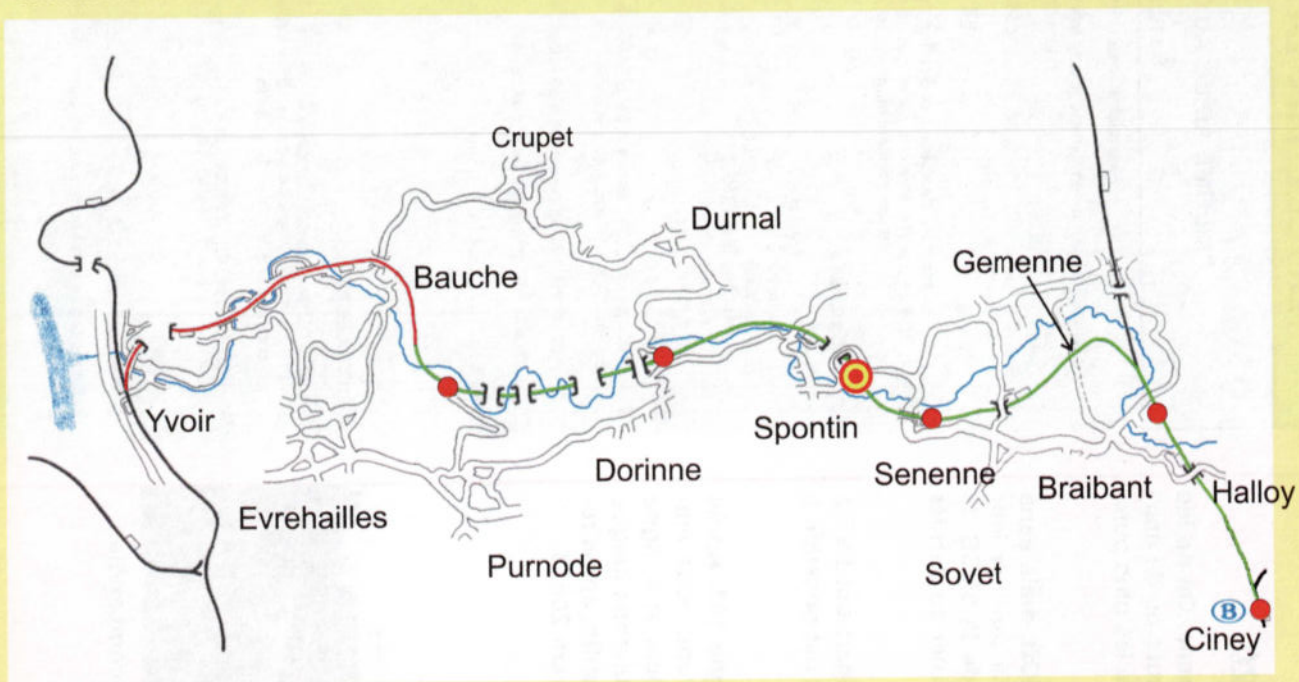 Crupet
Durnal
Bauche
Gemenne
Yvoir
Spontin
Dorinne
Senenne
Braibant
Halloy
Evrehailles
Purnode
Sovet
B
Ciney